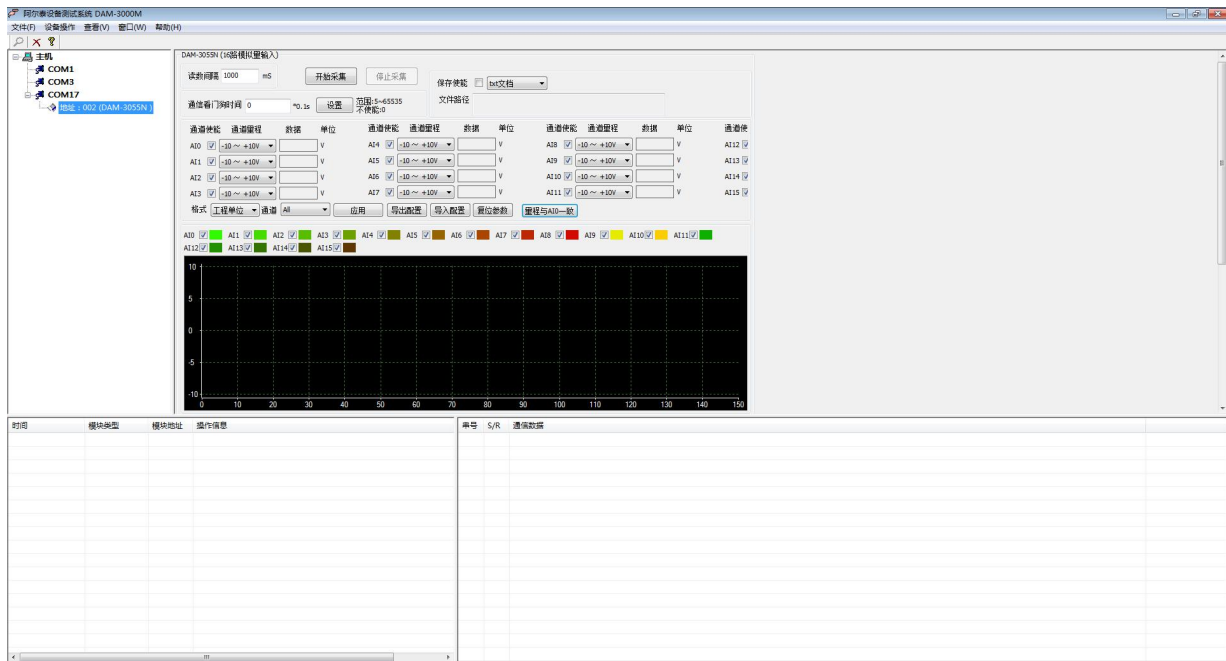 阿尔泰设备测试系统 DAM-3000M
文件(F) 设备操作 查看(V) 窗口(W) 帮助(H)
主机
COM1
COM3
COM17
地址：002 (DAM-3055N )
DAM-3055N (16路模拟量输入)
读数间隔 1000 mS 开始采集 停止采集
保存使能 txt文档
文件路径
通信看门狗时间 0 *0.1s 设置 范围:5~65535
不使能:0
通道使能 通道量程 数据 单位 通道使能 通道量程 数据 单位 通道使能 通道量程 数据 单位 通道使
AI0 -10～ +10V V AI4 -10～ +10V V AI8 -10～ +10V V AI12
AI1 -10～ +10V V AI5 -10～ +10V V AI9 -10～ +10V V AI13
AI2 -10～ +10V V AI6 -10～ +10V V AI10 -10～ +10V V AI14
AI3 -10～ +10V V AI7 -10～ +10V V AI11 -10～ +10V V AI15
格式 工程单位 通道 All 应用 导出配置 导入配置 复位参数 量程与AI0一致
AI0 AI1 AI2 AI3 AI4 AI5 AI6 AI7 AI8 AI9 AI10 AI11
AI12 AI13 AI14 AI15
10
5
0
-5
-10
0 10 20 30 40 50 60 70 80 90 100 110 120 130 140 150
时间 模块类型 模块地址 操作信息
串号 S/R 通信数据